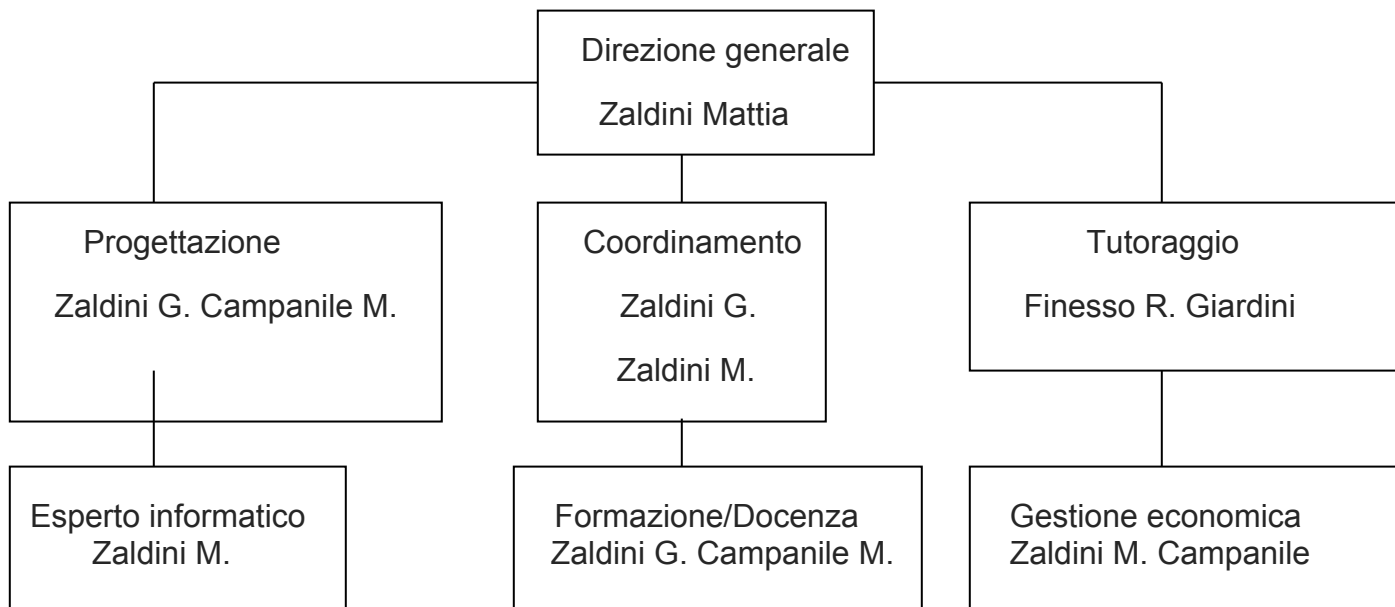 Direzione generale
Zaldini Mattia
Progettazione
Zaldini G. Campanile M.
Coordinamento
Zaldini G.
Zaldini M.
Tutoraggio
Finesso R. Giardini
Esperto informatico
Zaldini M.
Formazione/Docenza
Zaldini G. Campanile M.
Gestione economica
Zaldini M. Campanile